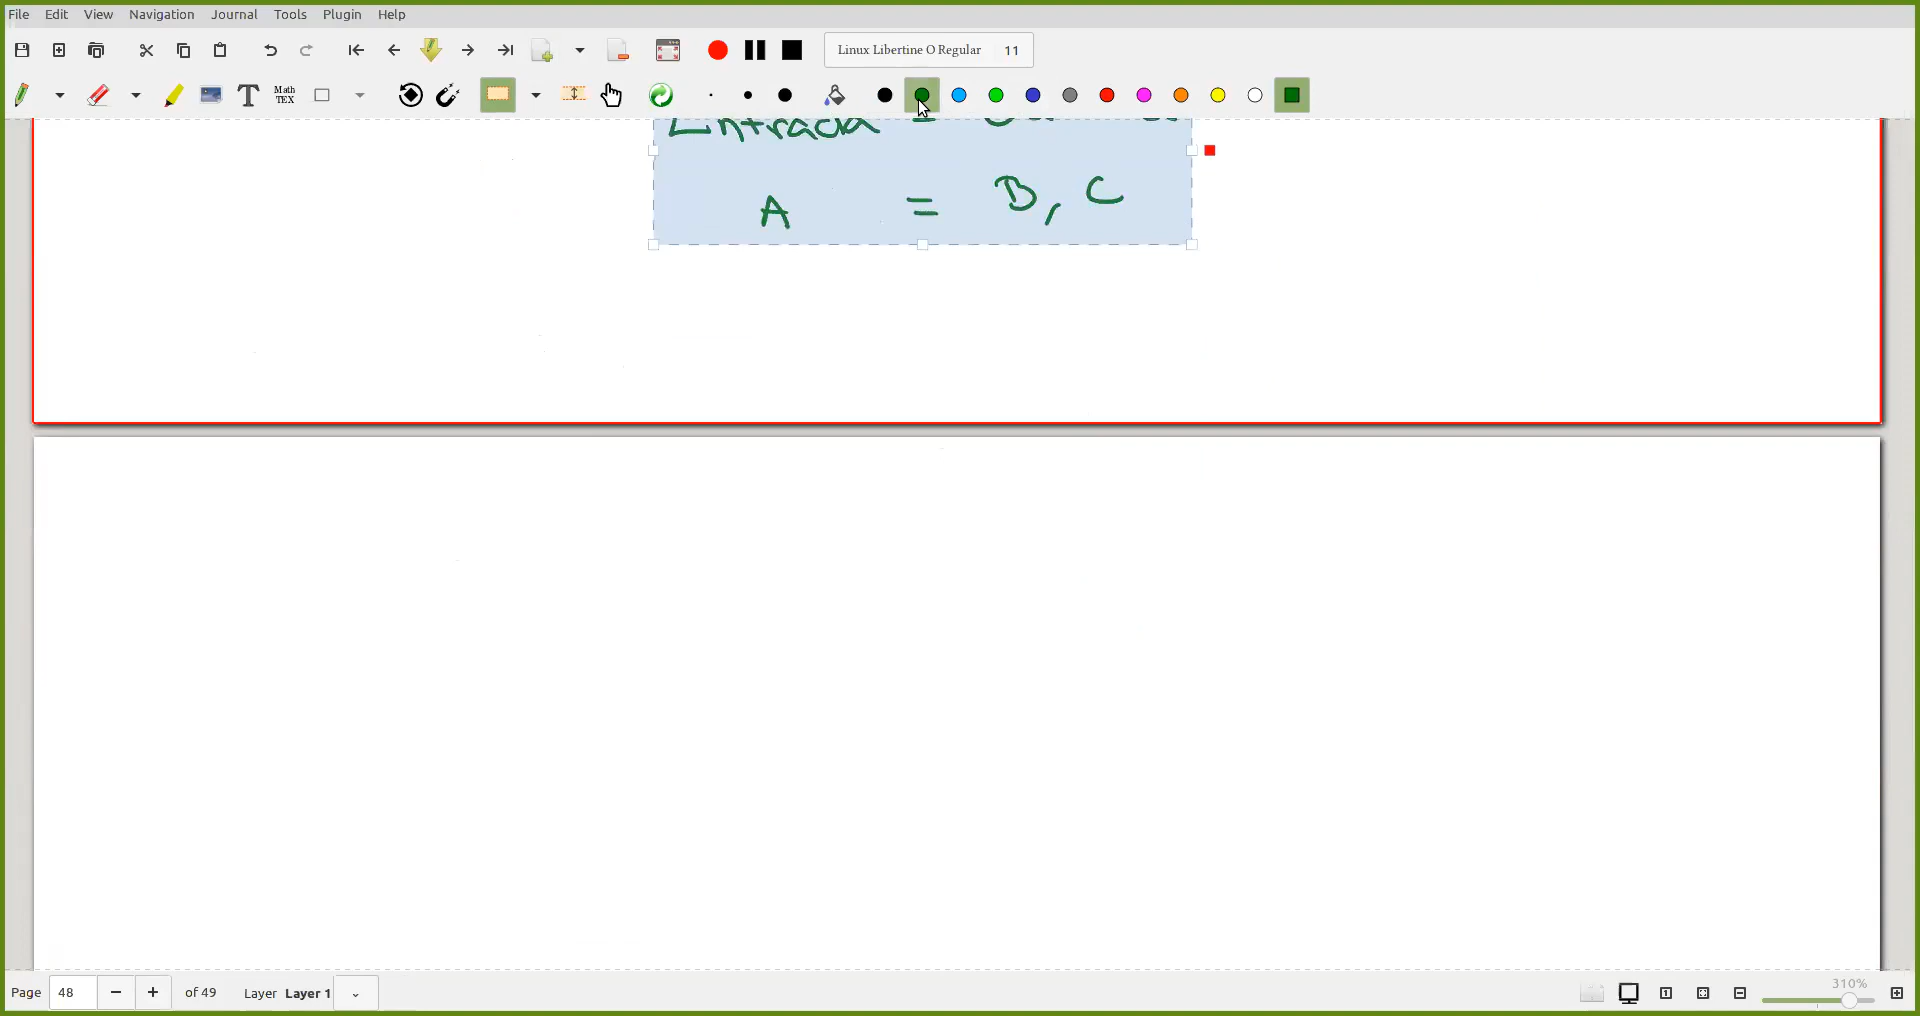 File Edit View Navigation Journal Tools Plugin Help
Linux Libertine O Regular 11
T Math TEX
Entrada =
A = B, C
Page 48 of 49 Layer Layer 1 310%